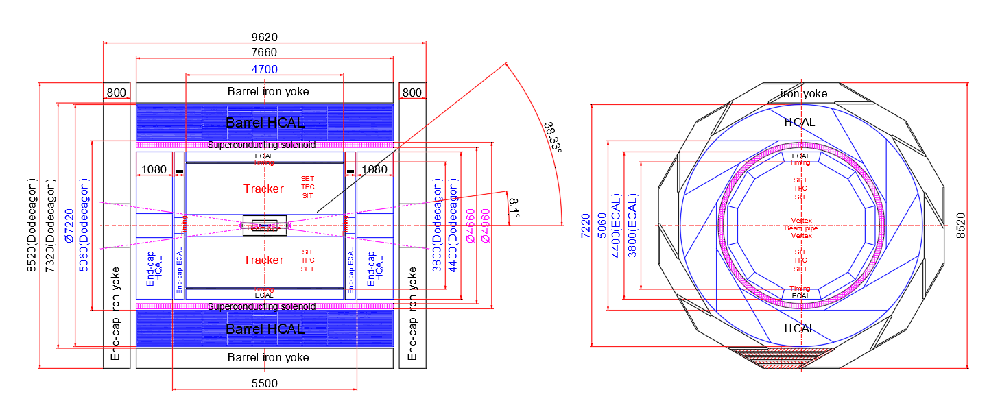 9620
7660
4700
800
Barrel iron yoke
800
Barrel HCAL
Superconducting solenoid
ECAL
Timing
1080
1080
Tracker
SET
TPC
SIT
Timing
Timing
Beam pipe
Tracker
SIT
TPC
SET
End-cap HCAL
End-cap ECAL
End-cap ECAL
End-cap HCAL
Timing
ECAL
Superconducting solenoid
Barrel HCAL
Barrel iron yoke
End-cap iron yoke
End-cap iron yoke
5500
8520(Dodecagon)
7320(Dodecagon)
Ø7220
5060(Dodecagon)
3800(Dodecagon)
4400(Dodecagon)
Ø4660
Ø4960
38.33°
8.1°
iron yoke
HCAL
ECAL
Timing
SET
TPC
SIT
Vertex
Beam pipe
Vertex
SIT
TPC
SET
Timing
ECAL
HCAL
7220
5060
4400(ECAL)
3800(ECAL)
8520